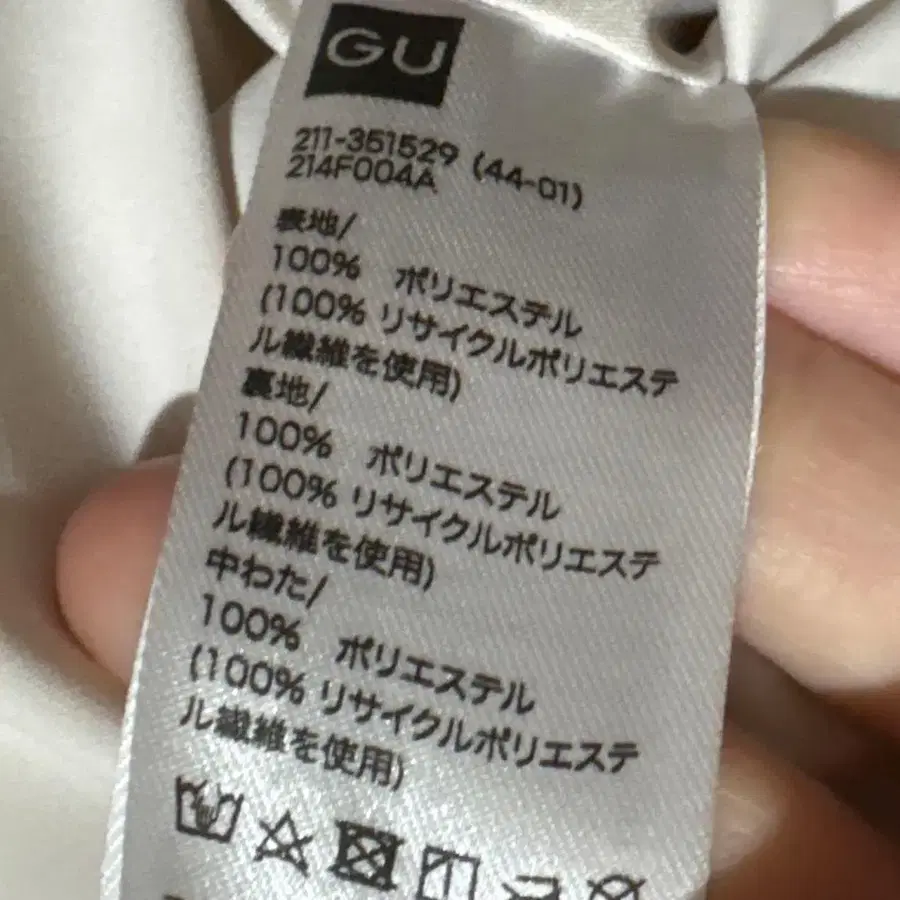 GU
211-351529 (44-01)
214F004A
表地/
100% ポリエステル
(100% リサイクルポリエステ
ル繊維を使用)
裏地/
100% ポリエステル
(100% リサイクルポリエステ
ル繊維を使用)
中わた/
100% ポリエステル
(100% リサイクルポリエステ
ル繊維を使用)